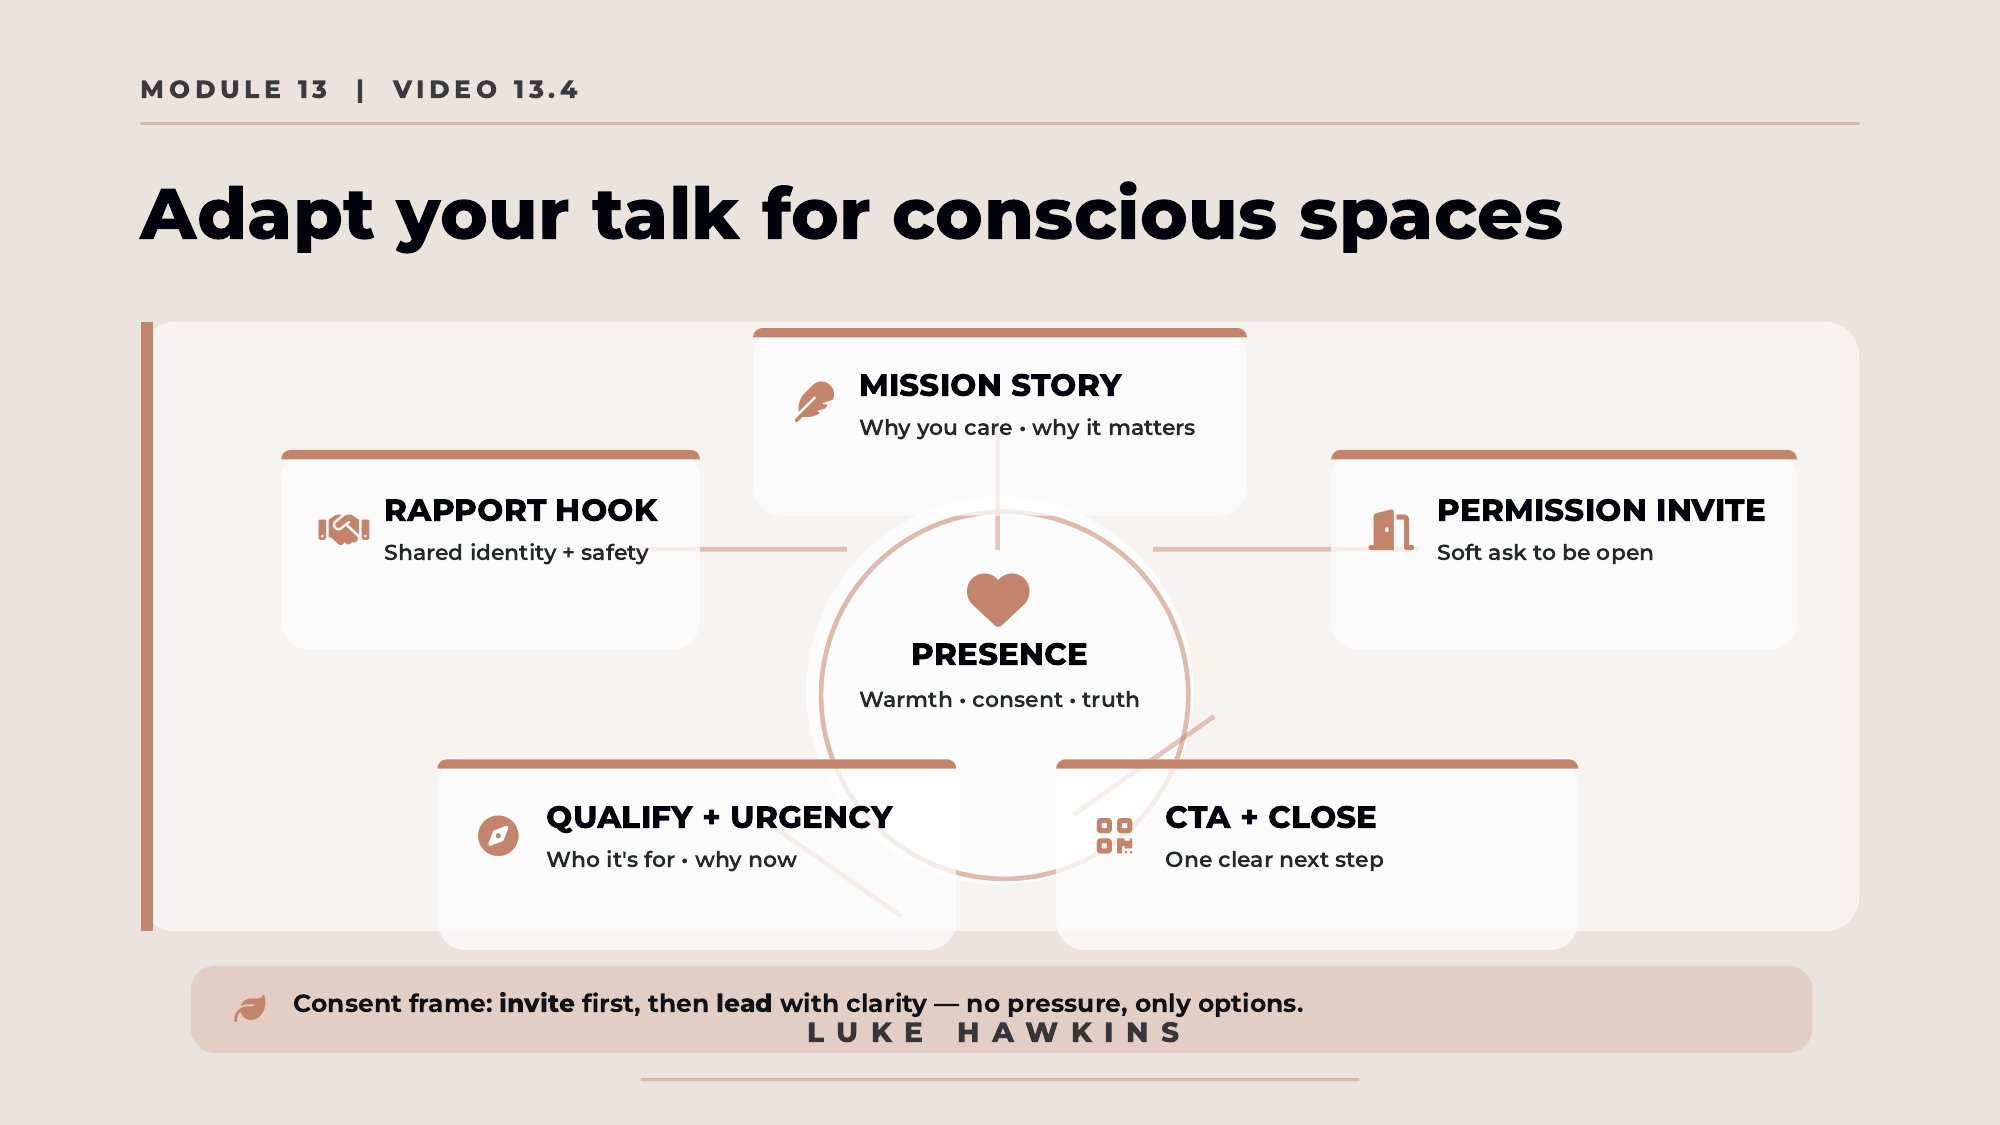 MODULE 13 | VIDEO 13.4
Adapt your talk for conscious spaces
MISSION STORY
Why you care • why it matters
RAPPORT HOOK
Shared identity + safety
PERMISSION INVITE
Soft ask to be open
PRESENCE
Warmth • consent • truth
QUALIFY + URGENCY
Who it's for • why now
CTA + CLOSE
One clear next step
Consent frame: invite first, then lead with clarity — no pressure, only options.
LUKE HAWKINS